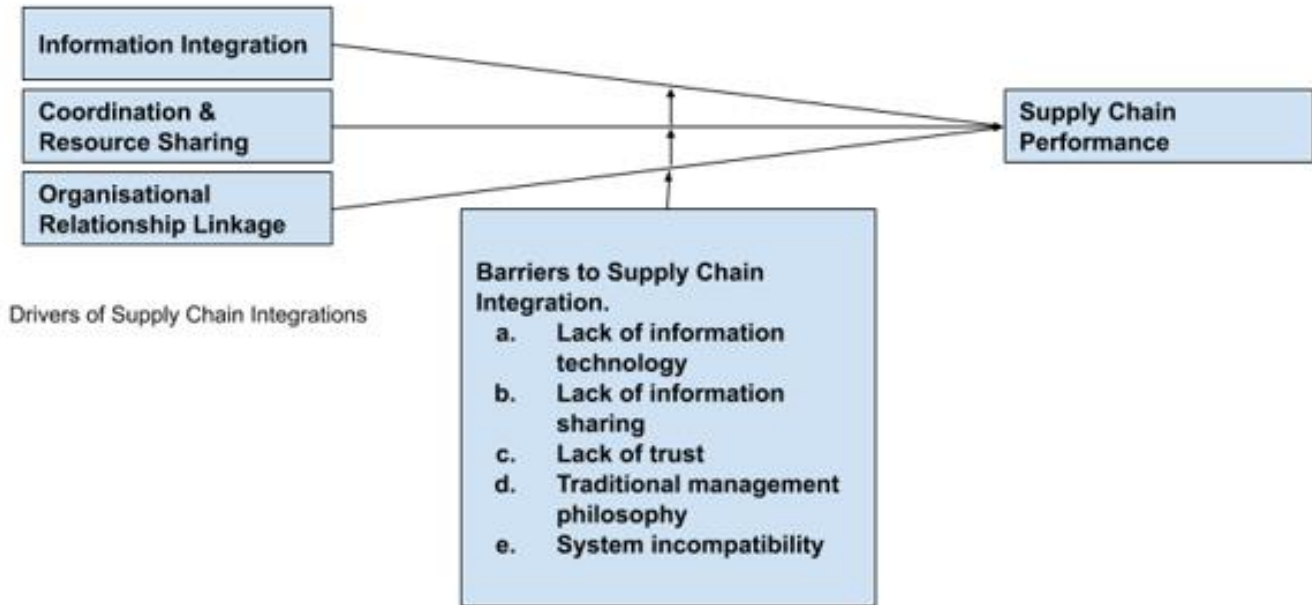 Information Integration
Coordination &
Resource Sharing
Organisational
Relationship Linkage
Supply Chain
Performance
Drivers of Supply Chain Integrations
Barriers to Supply Chain
Integration.
a. Lack of information
technology
b. Lack of information
sharing
c. Lack of trust
d. Traditional management
philosophy
e. System incompatibility